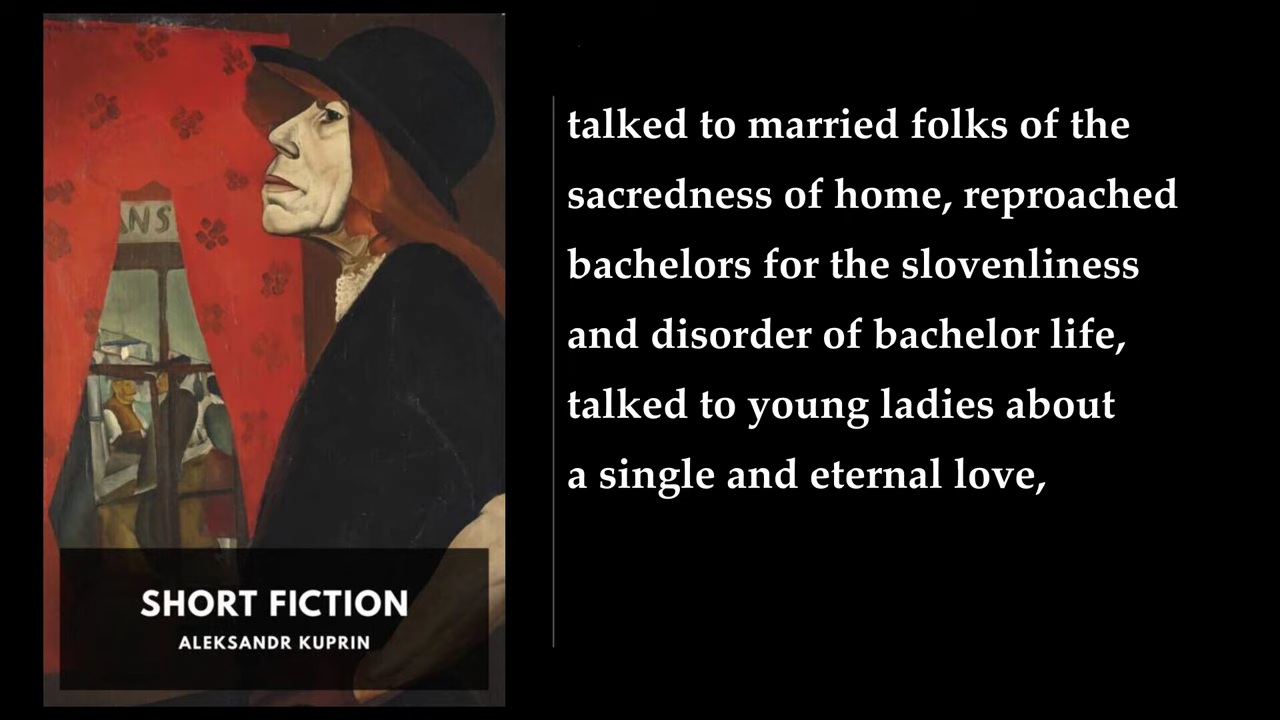 ANS
SHORT FICTION
ALEKSANDR KUPRIN
talked to married folks of the
sacredness of home, reproached
bachelors for the slovenliness
and disorder of bachelor life,
talked to young ladies about
a single and eternal love,